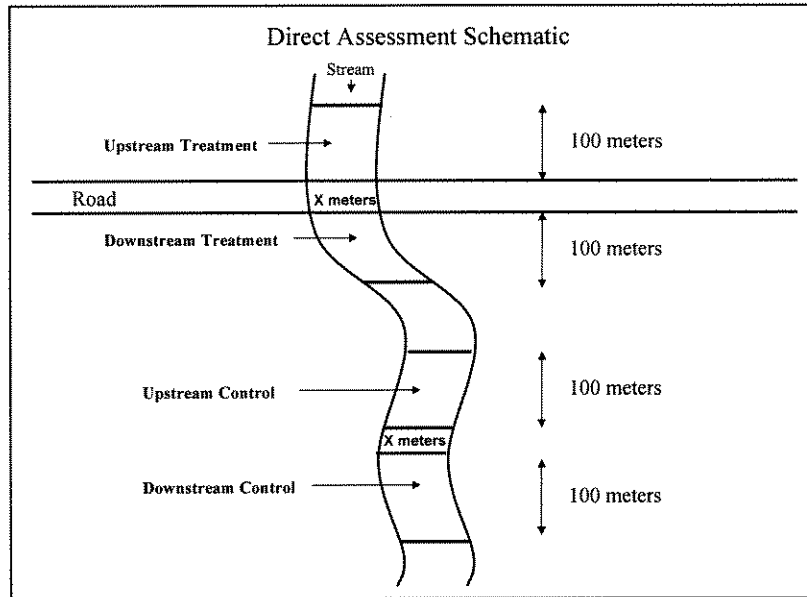 Direct Assessment Schematic
Stream
Upstream Treatment
100 meters
Road
X meters
Downstream Treatment
100 meters
Upstream Control
100 meters
X meters
Downstream Control
100 meters